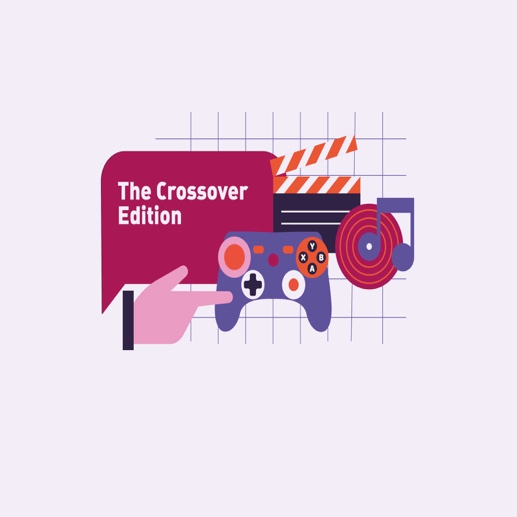 The Crossover
Edition
Y
X B
A